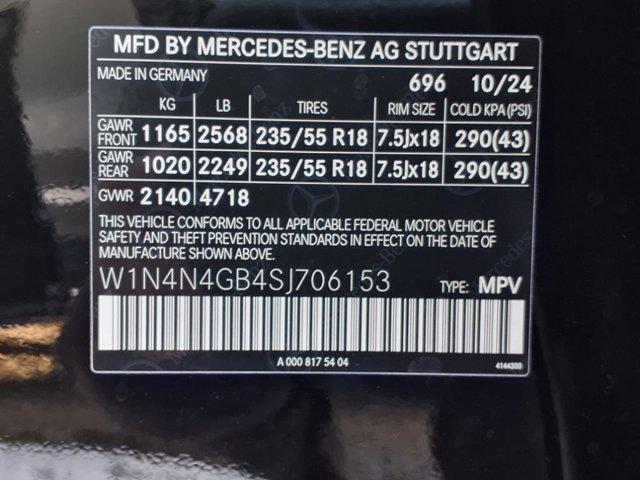 MFD BY MERCEDES-BENZ AG STUTTGART
MADE IN GERMANY 696 10/24
KG LB TIRES RIM SIZE COLD KPA(PSI)
GAWR FRONT 1165 2568 235/55 R18 7.5Jx18 290(43)
GAWR REAR 1020 2249 235/55 R18 7.5Jx18 290(43)
GVWR 2140 4718
THIS VEHICLE CONFORMS TO ALL APPLICABLE FEDERAL MOTOR VEHICLE
SAFETY AND THEFT PREVENTION STANDARDS IN EFFECT ON THE DATE OF
MANUFACTURE SHOWN ABOVE.
W1N4N4GB4SJ706153 TYPE: MPV
A 000 817 54 04